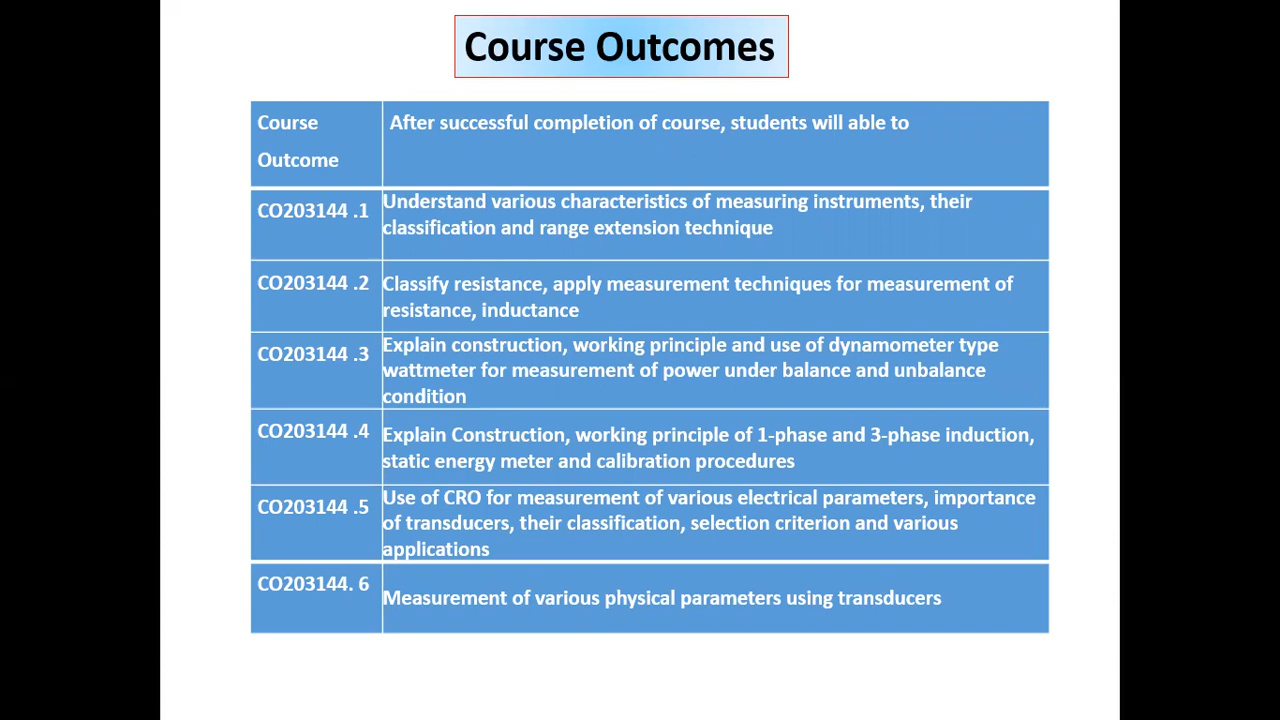 Course Outcomes
Course
Outcome
After successful completion of course, students will able to
CO203144 .1
Understand various characteristics of measuring instruments, their
classification and range extension technique
CO203144 .2
Classify resistance, apply measurement techniques for measurement of
resistance, inductance
CO203144 .3
Explain construction, working principle and use of dynamometer type
wattmeter for measurement of power under balance and unbalance
condition
CO203144 .4
Explain Construction, working principle of 1-phase and 3-phase induction,
static energy meter and calibration procedures
CO203144 .5
Use of CRO for measurement of various electrical parameters, importance
of transducers, their classification, selection criterion and various
applications
CO203144. 6
Measurement of various physical parameters using transducers